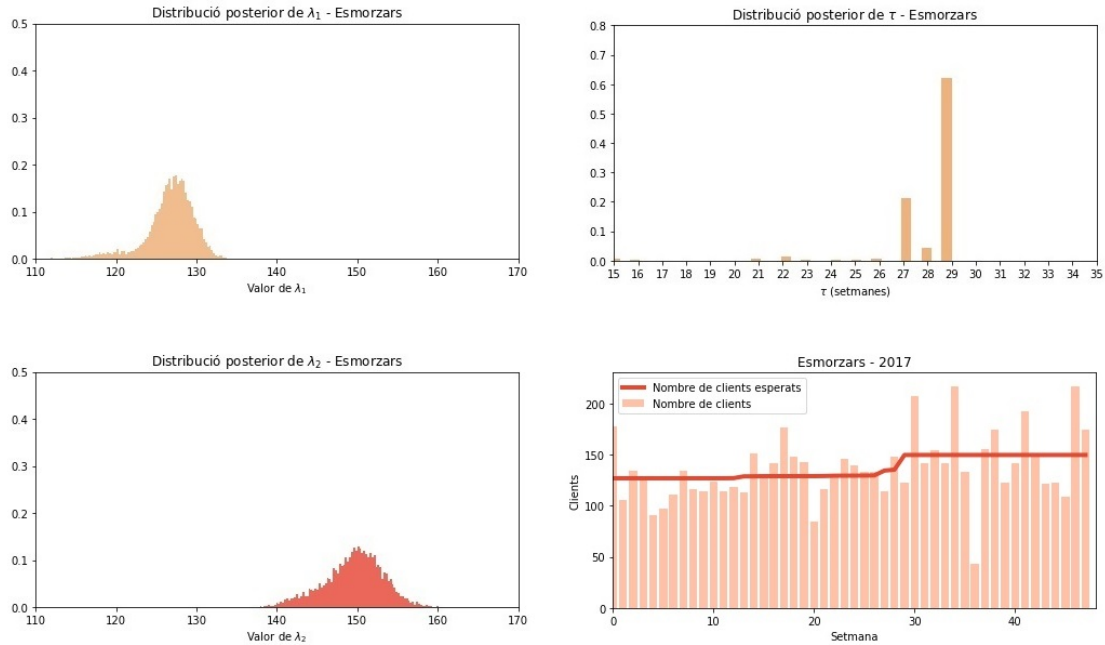 Distribució posterior de λ₁ - Esmorzars
0.5
0.4
0.3
0.2
0.1
0.0
110 120 130 140 150 160 170
Valor de λ₁
Distribució posterior de τ - Esmorzars
0.8
0.7
0.6
0.5
0.4
0.3
0.2
0.1
0.0
15 16 17 18 19 20 21 22 23 24 25 26 27 28 29 30 31 32 33 34 35
τ (setmanes)
Distribució posterior de λ₂ - Esmorzars
0.5
0.4
0.3
0.2
0.1
0.0
110 120 130 140 150 160 170
Valor de λ₂
Esmorzars - 2017
Nombre de clients esperats
Nombre de clients
Clients
200
150
100
50
0
0 10 20 30 40
Setmana